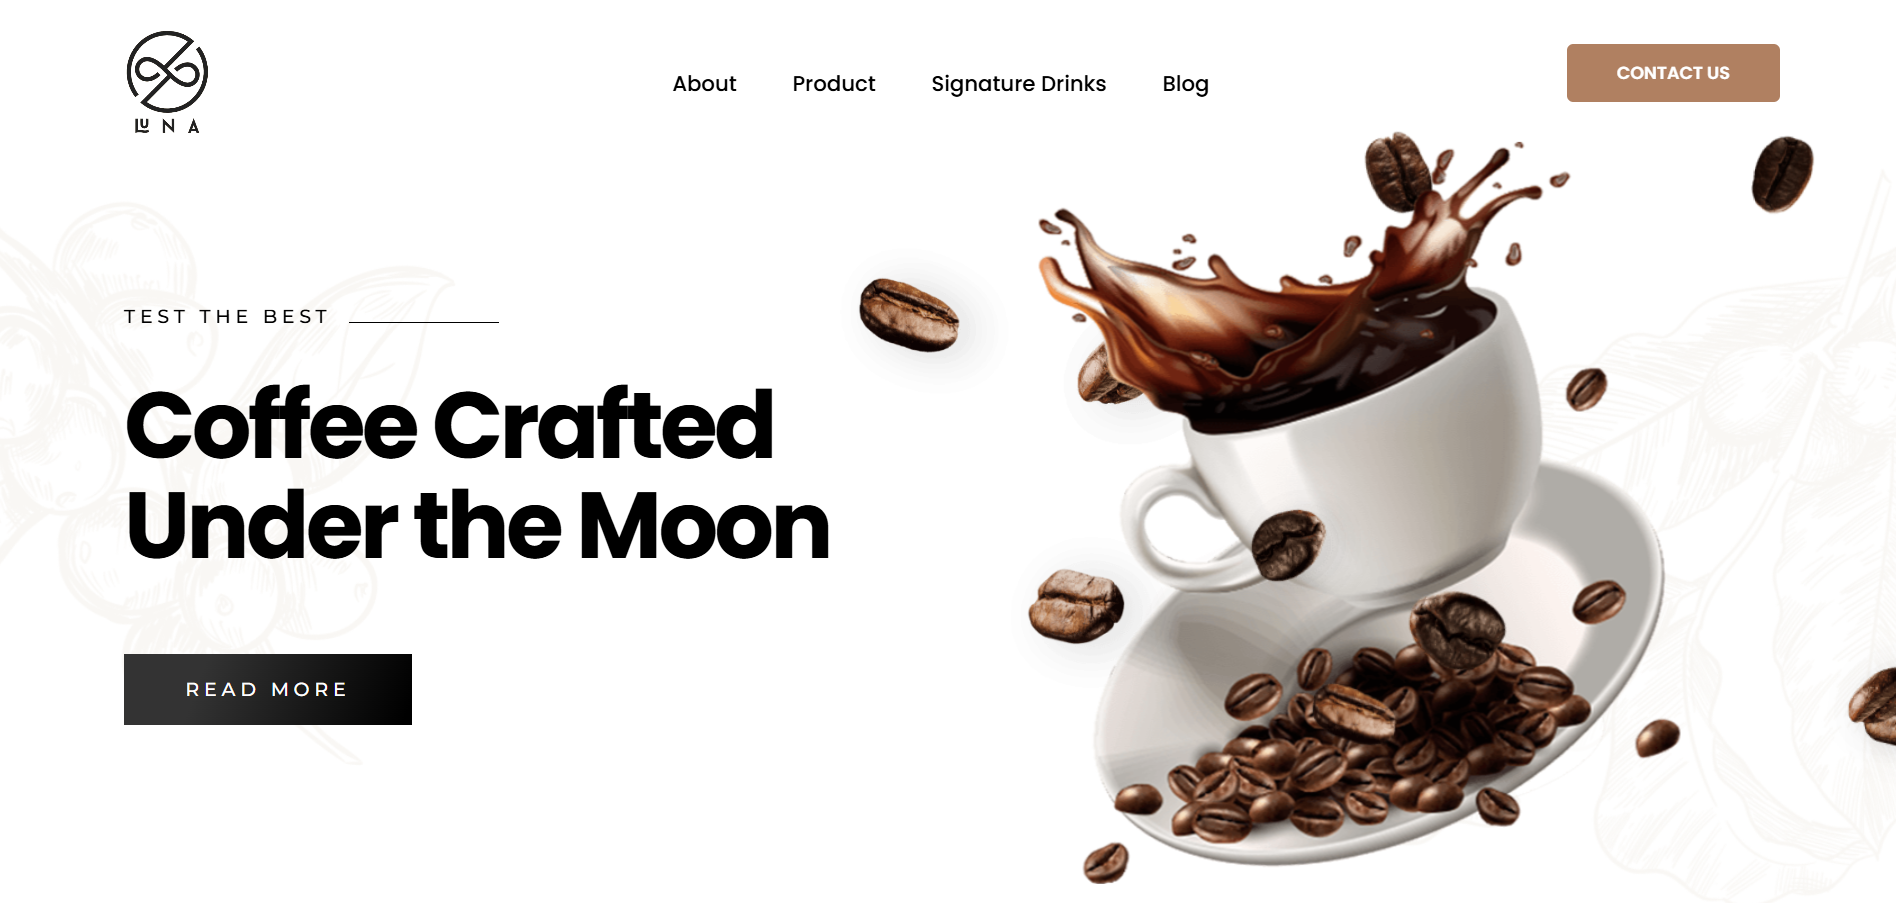 LUNA
About
Product
Signature Drinks
Blog
CONTACT US
TEST THE BEST
Coffee Crafted
Under the Moon
READ MORE